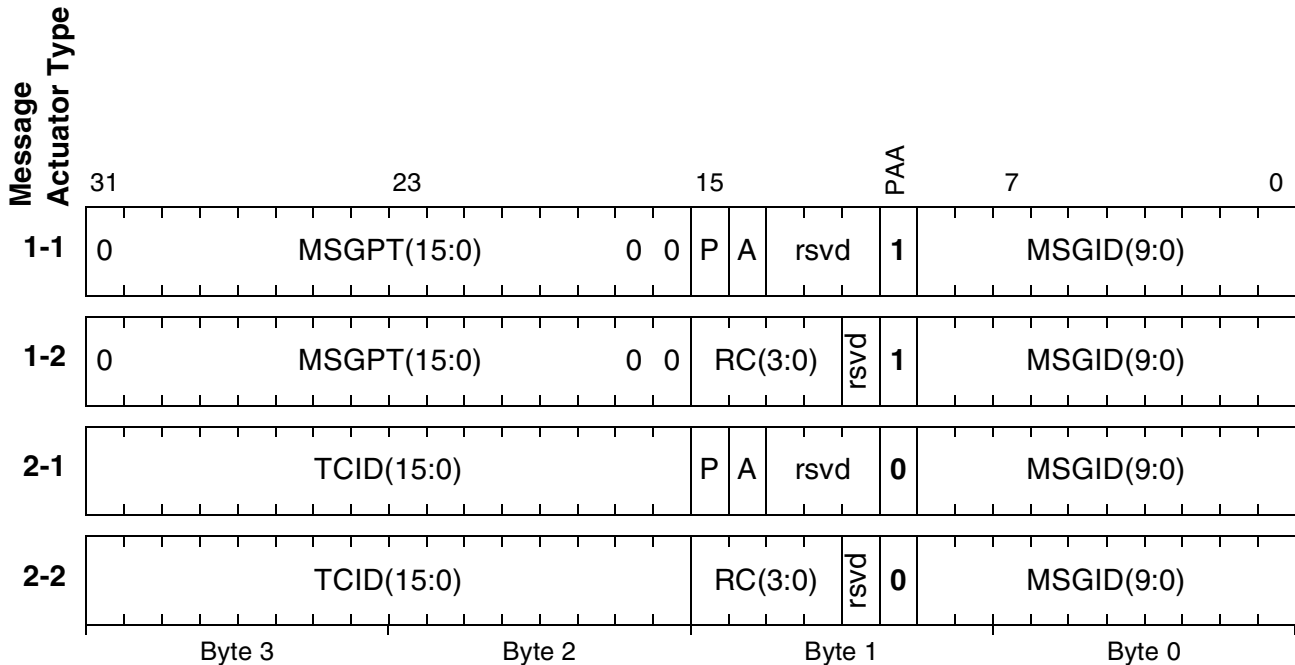 Message
Actuator Type
31 23 15 PAA 7 0
1-1 0 MSGPT(15:0) 0 0 P A rsvd 1 MSGID(9:0)
1-2 0 MSGPT(15:0) 0 0 RC(3:0) rsvd 1 MSGID(9:0)
2-1 TCID(15:0) P A rsvd 0 MSGID(9:0)
2-2 TCID(15:0) RC(3:0) rsvd 0 MSGID(9:0)
Byte 3 Byte 2 Byte 1 Byte 0